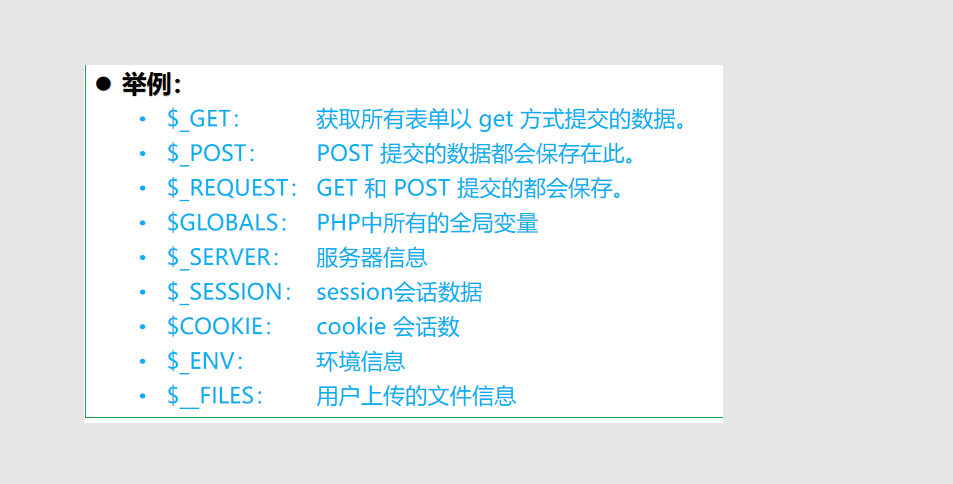 ● 举例：
• $_GET： 获取所有表单以 get 方式提交的数据。
• $_POST： POST 提交的数据都会保存在此。
• $_REQUEST： GET 和 POST 提交的都会保存。
• $GLOBALS： PHP中所有的全局变量
• $_SERVER： 服务器信息
• $_SESSION： session会话数据
• $COOKIE： cookie 会话数
• $_ENV： 环境信息
• $__FILES： 用户上传的文件信息